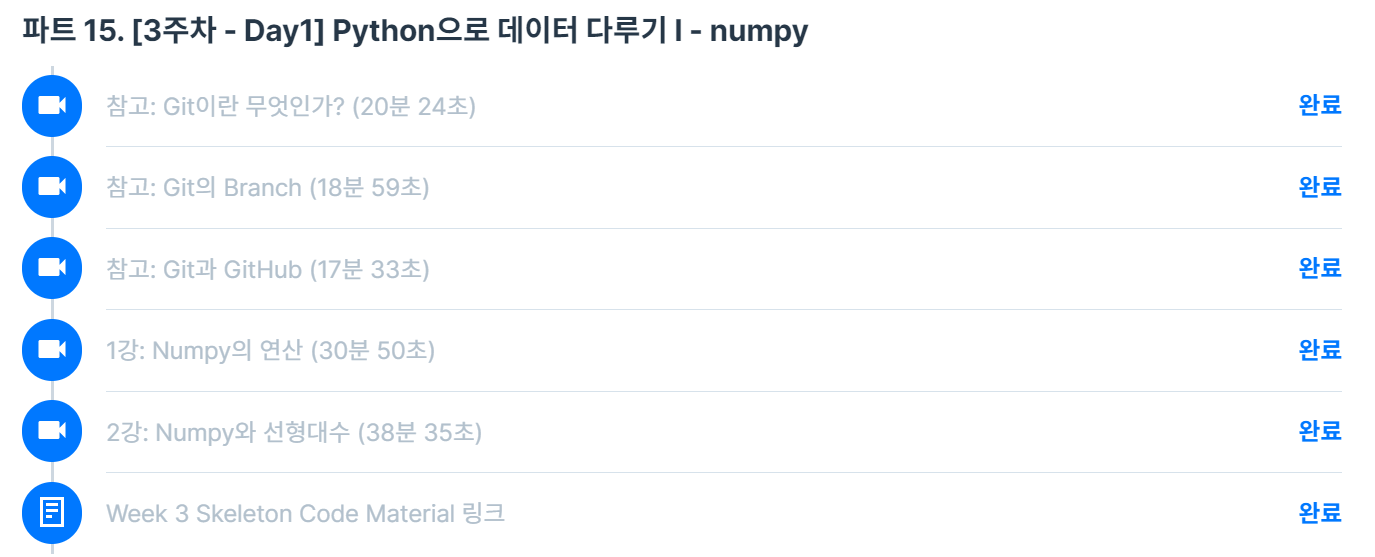 파트 15. [3주차 - Day1] Python으로 데이터 다루기 I - numpy
참고: Git이란 무엇인가? (20분 24초) 완료
참고: Git의 Branch (18분 59초) 완료
참고: Git과 GitHub (17분 33초) 완료
1강: Numpy의 연산 (30분 50초) 완료
2강: Numpy와 선형대수 (38분 35초) 완료
Week 3 Skeleton Code Material 링크 완료